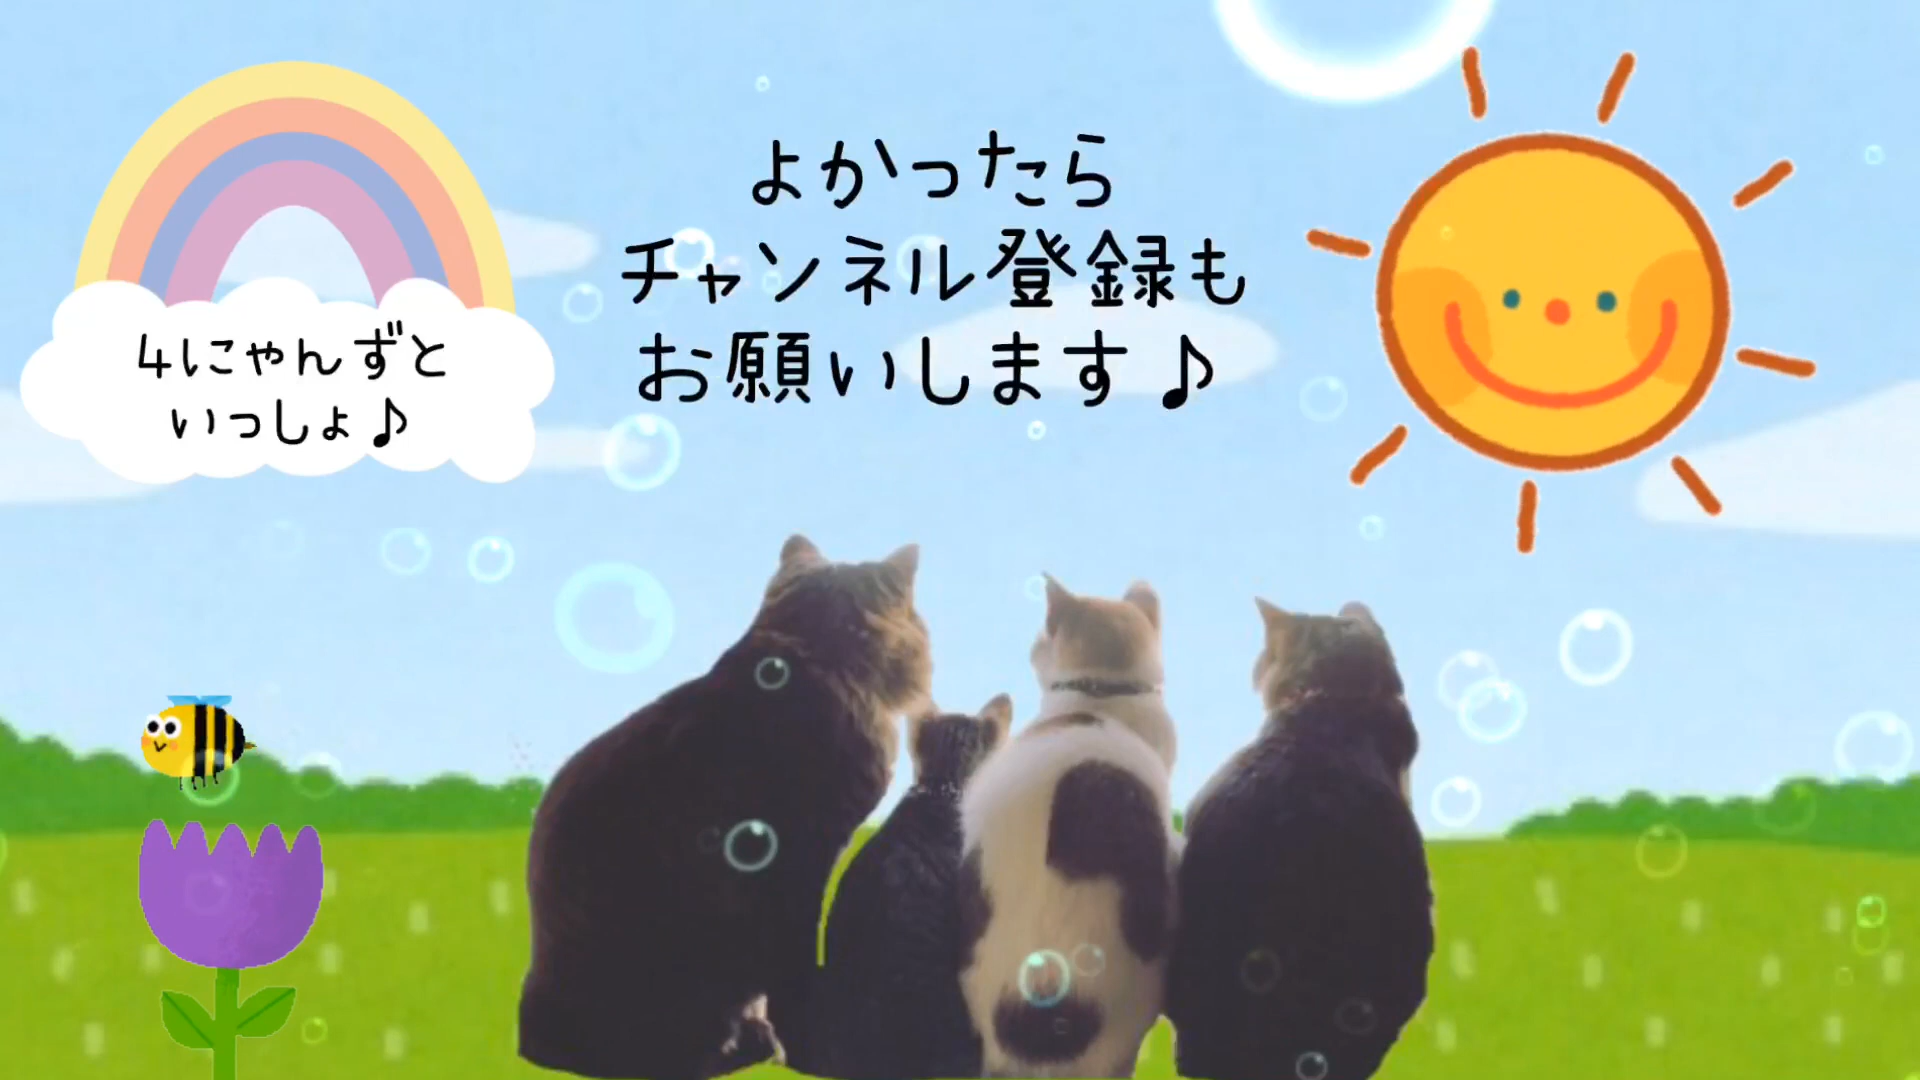 よかったら
チャンネル登録も
お願いします♪
4にゃんずと
いっしょ♪